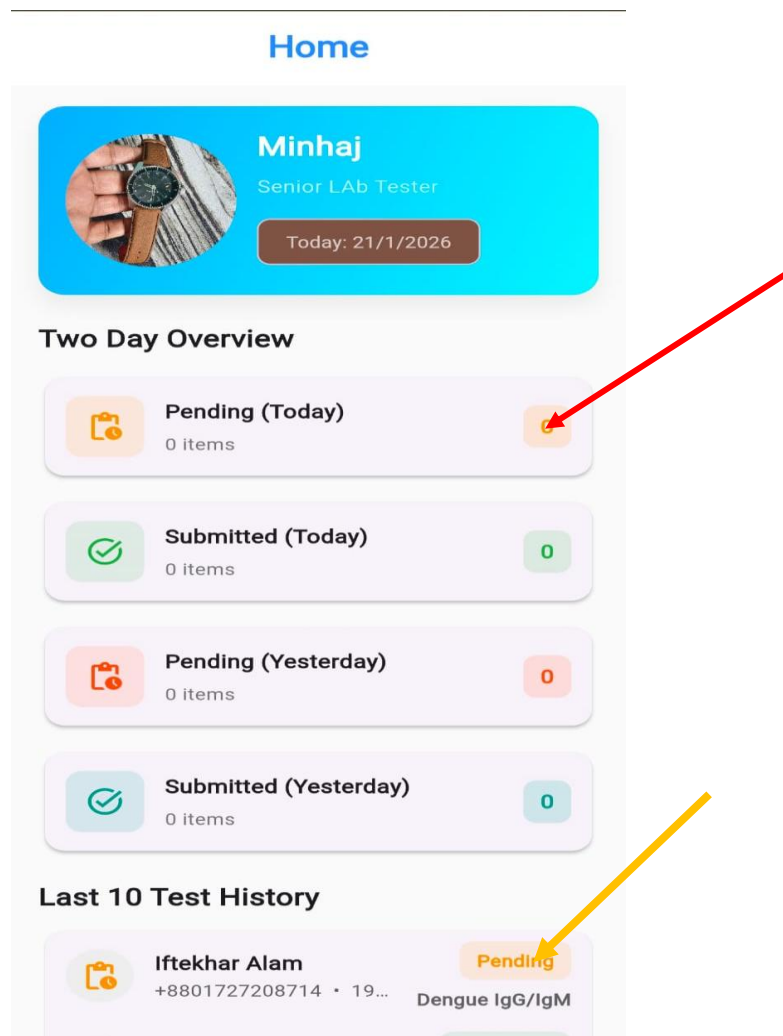 Home
Minhaj
Senior LAb Tester
Today: 21/1/2026
Two Day Overview
Pending (Today)
0 items
0
Submitted (Today)
0 items
0
Pending (Yesterday)
0 items
0
Submitted (Yesterday)
0 items
0
Last 10 Test History
Iftekhar Alam
Pending
+8801727208714 • 19...
Dengue IgG/IgM